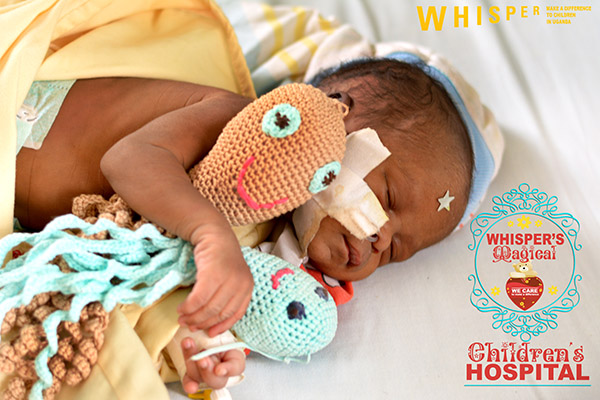 WHISPER
MAKE A DIFFERENCE
TO CHILDREN
IN UGANDA
WHISPER'S
Magical
WE CARE
Children's
HOSPITAL